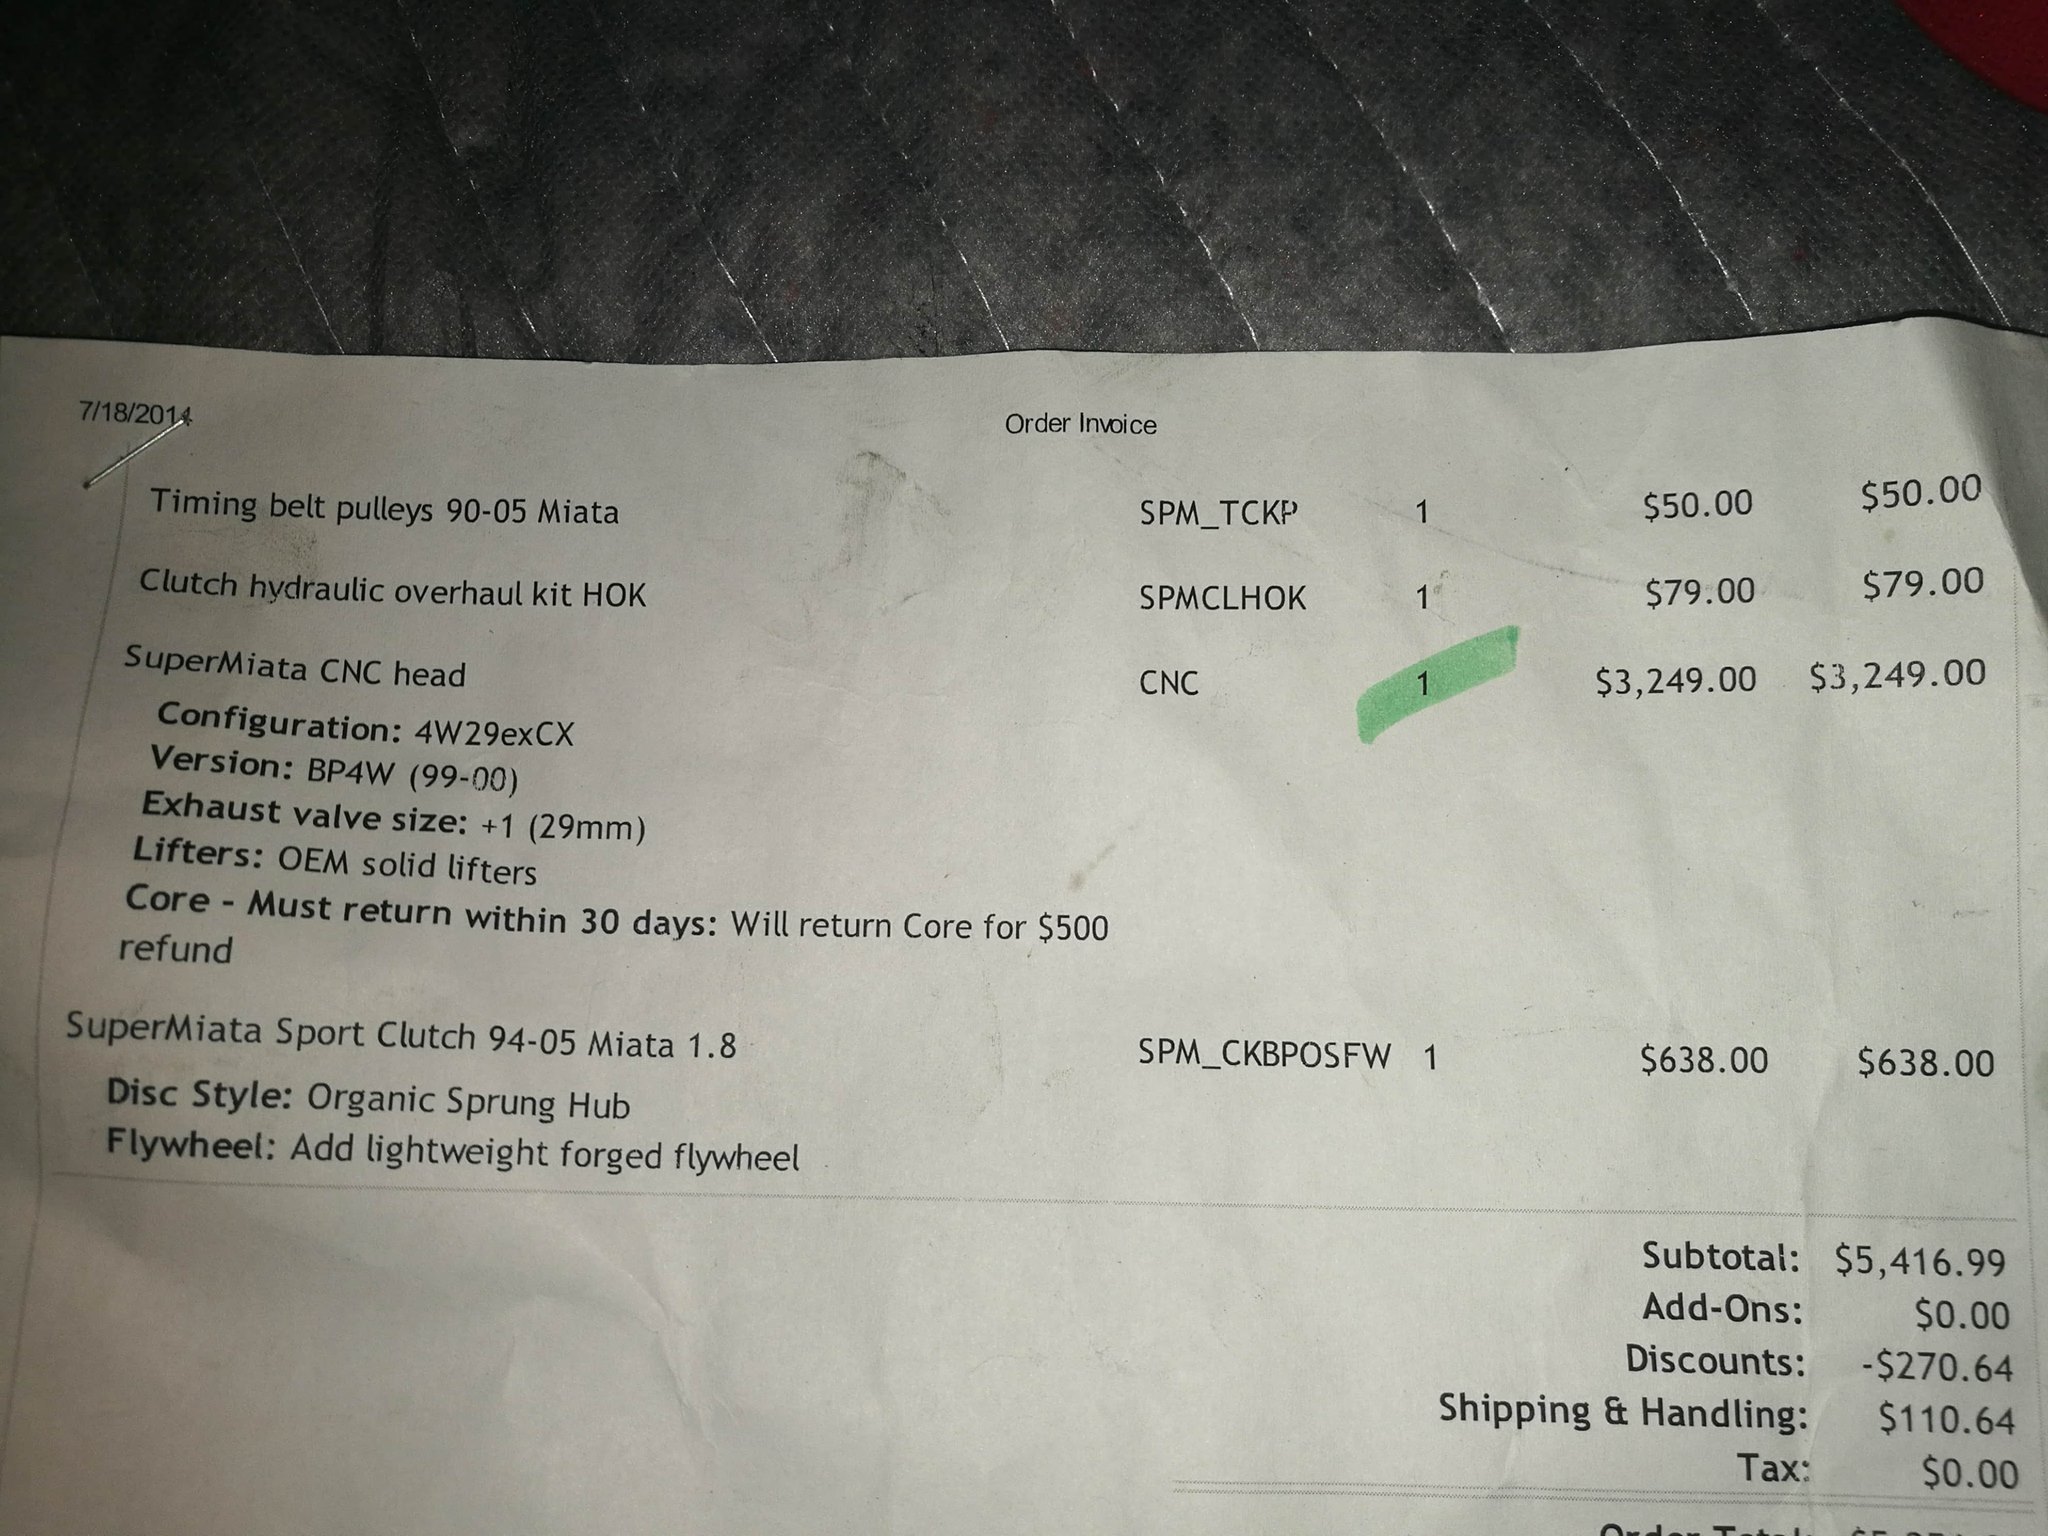 7/18/2014
Order Invoice
Timing belt pulleys 90-05 Miata SPM_TCKP 1 $50.00 $50.00
Clutch hydraulic overhaul kit HOK SPMCLHOK 1 $79.00 $79.00
SuperMiata CNC head CNC 1 $3,249.00 $3,249.00
Configuration: 4W29exCX
Version: BP4W (99-00)
Exhaust valve size: +1 (29mm)
Lifters: OEM solid lifters
Core - Must return within 30 days: Will return Core for $500
refund
SuperMiata Sport Clutch 94-05 Miata 1.8 SPM_CKBPOSFW 1 $638.00 $638.00
Disc Style: Organic Sprung Hub
Flywheel: Add lightweight forged flywheel
Subtotal: $5,416.99
Add-Ons: $0.00
Discounts: -$270.64
Shipping & Handling: $110.64
Tax: $0.00
Order Total: